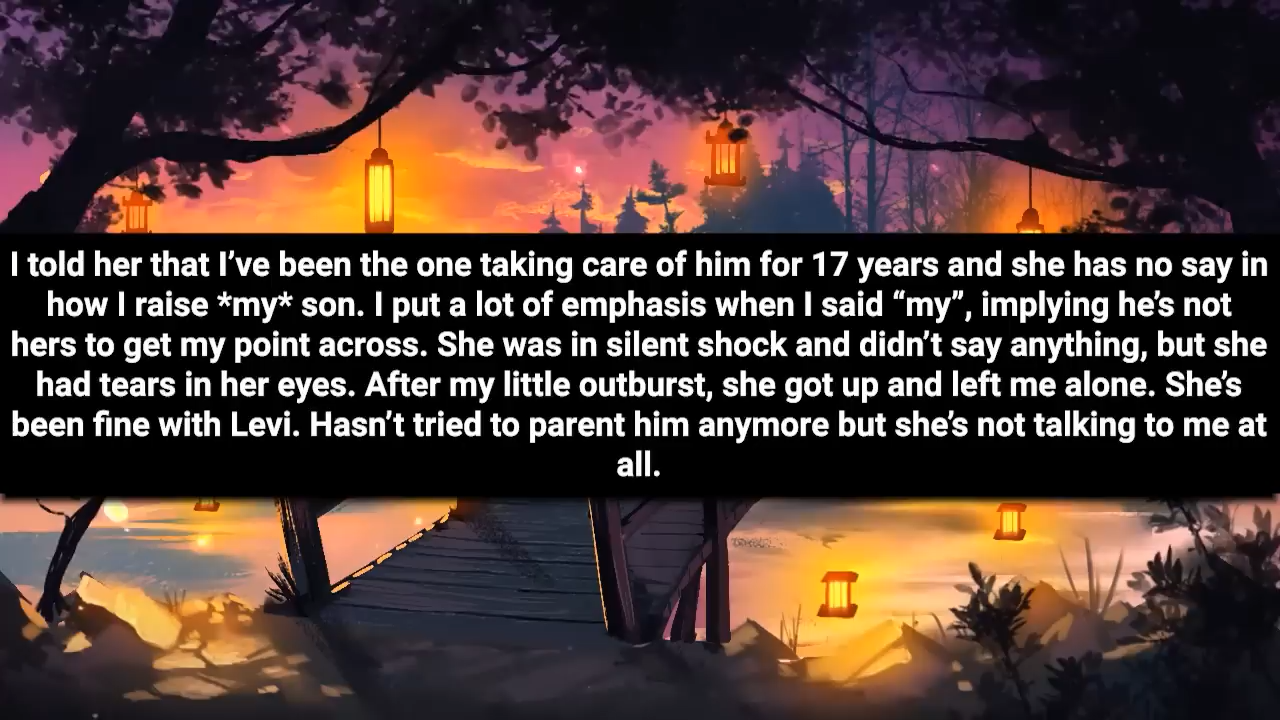 I told her that I’ve been the one taking care of him for 17 years and she has no say in
how I raise *my* son. I put a lot of emphasis when I said “my”, implying he’s not
hers to get my point across. She was in silent shock and didn’t say anything, but she
had tears in her eyes. After my little outburst, she got up and left me alone. She’s
been fine with Levi. Hasn’t tried to parent him anymore but she’s not talking to me at
all.